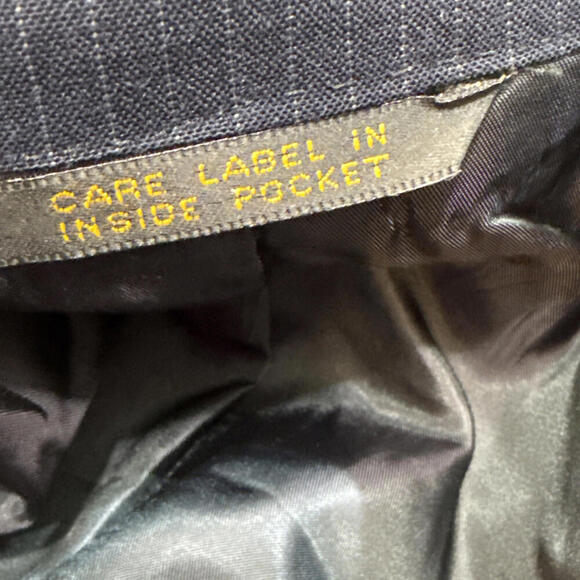 CARE LABEL IN
INSIDE POCKET